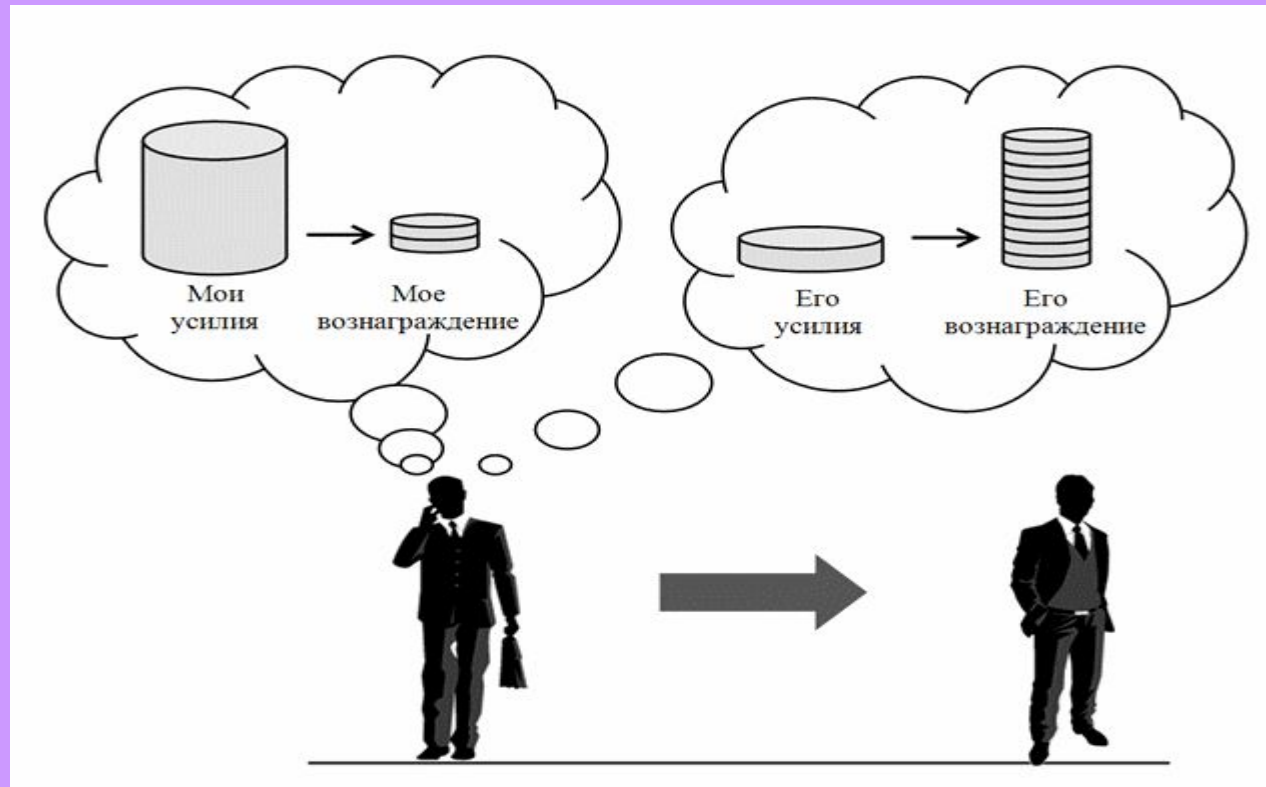 Мои
усилия
Мое
вознаграждение
Его
усилия
Его
вознаграждение